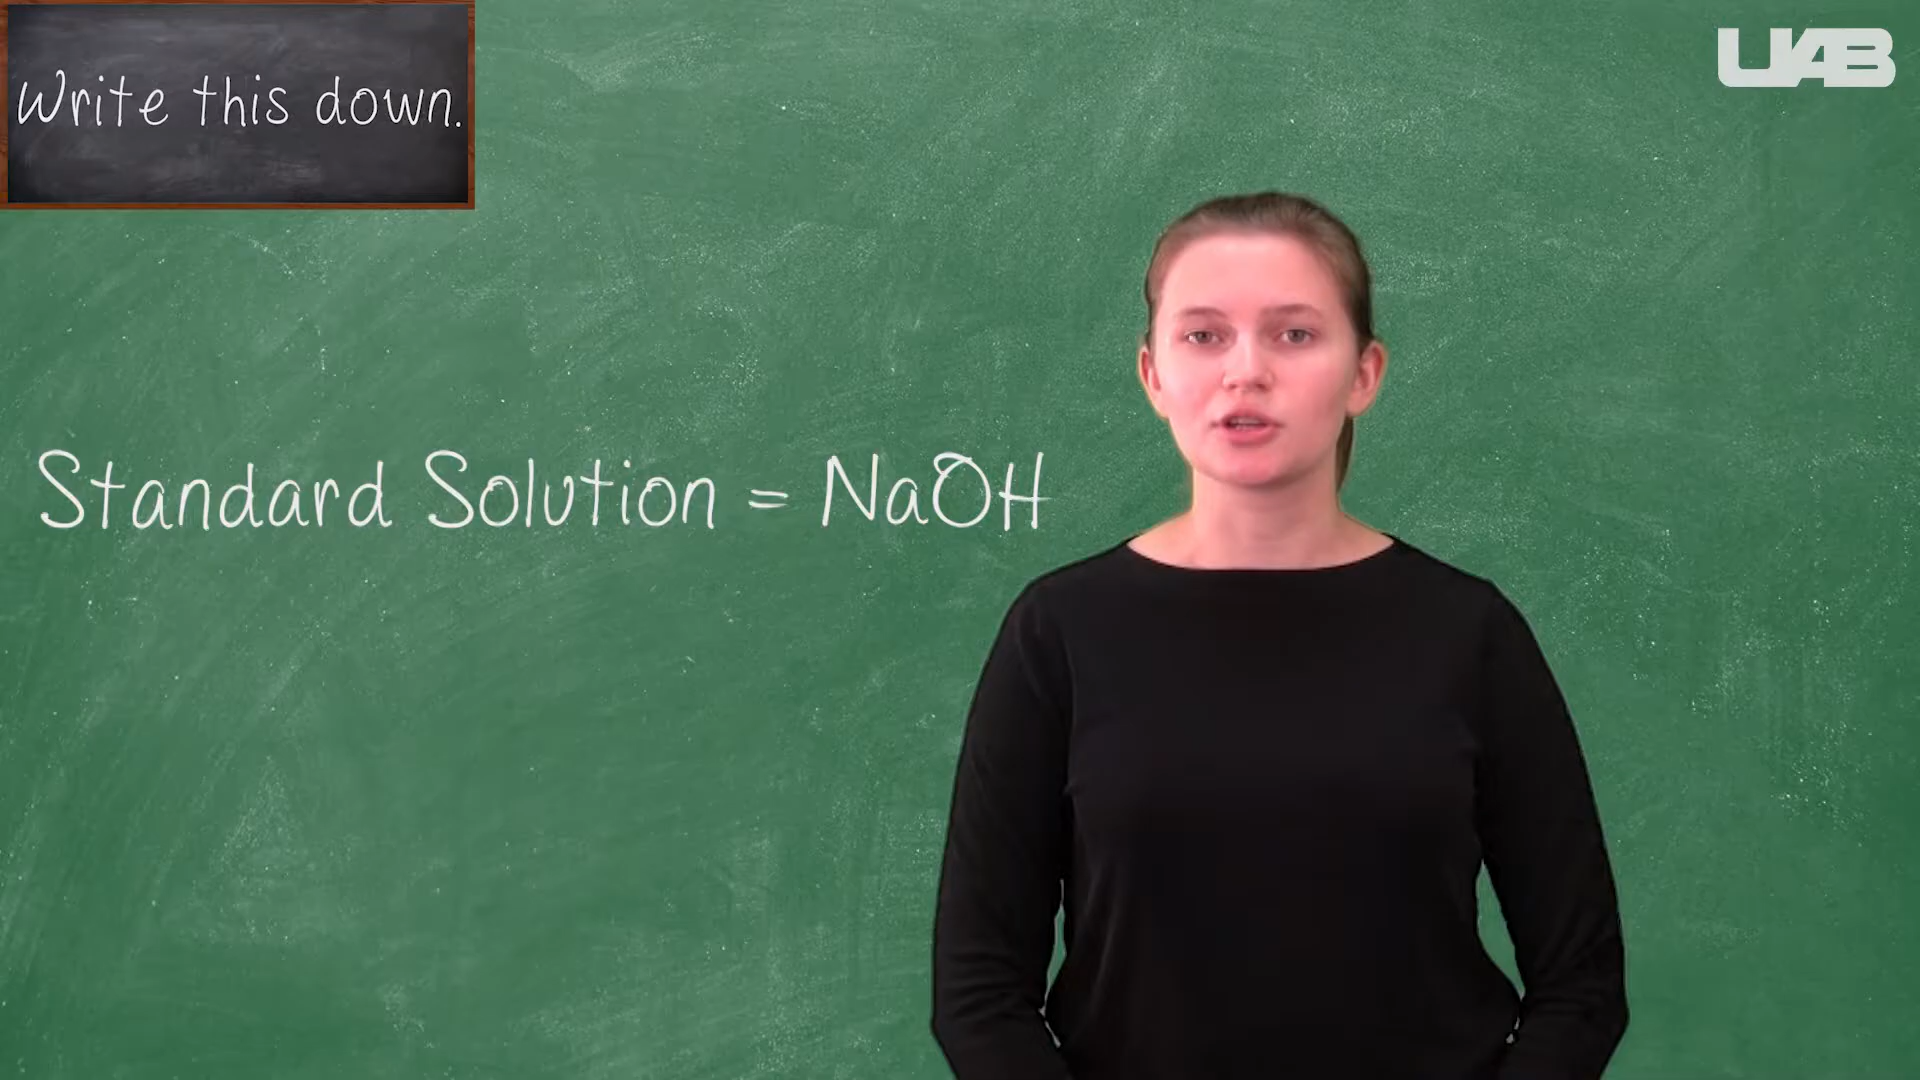 Write this down.
UAB
Standard Solution = NaOH